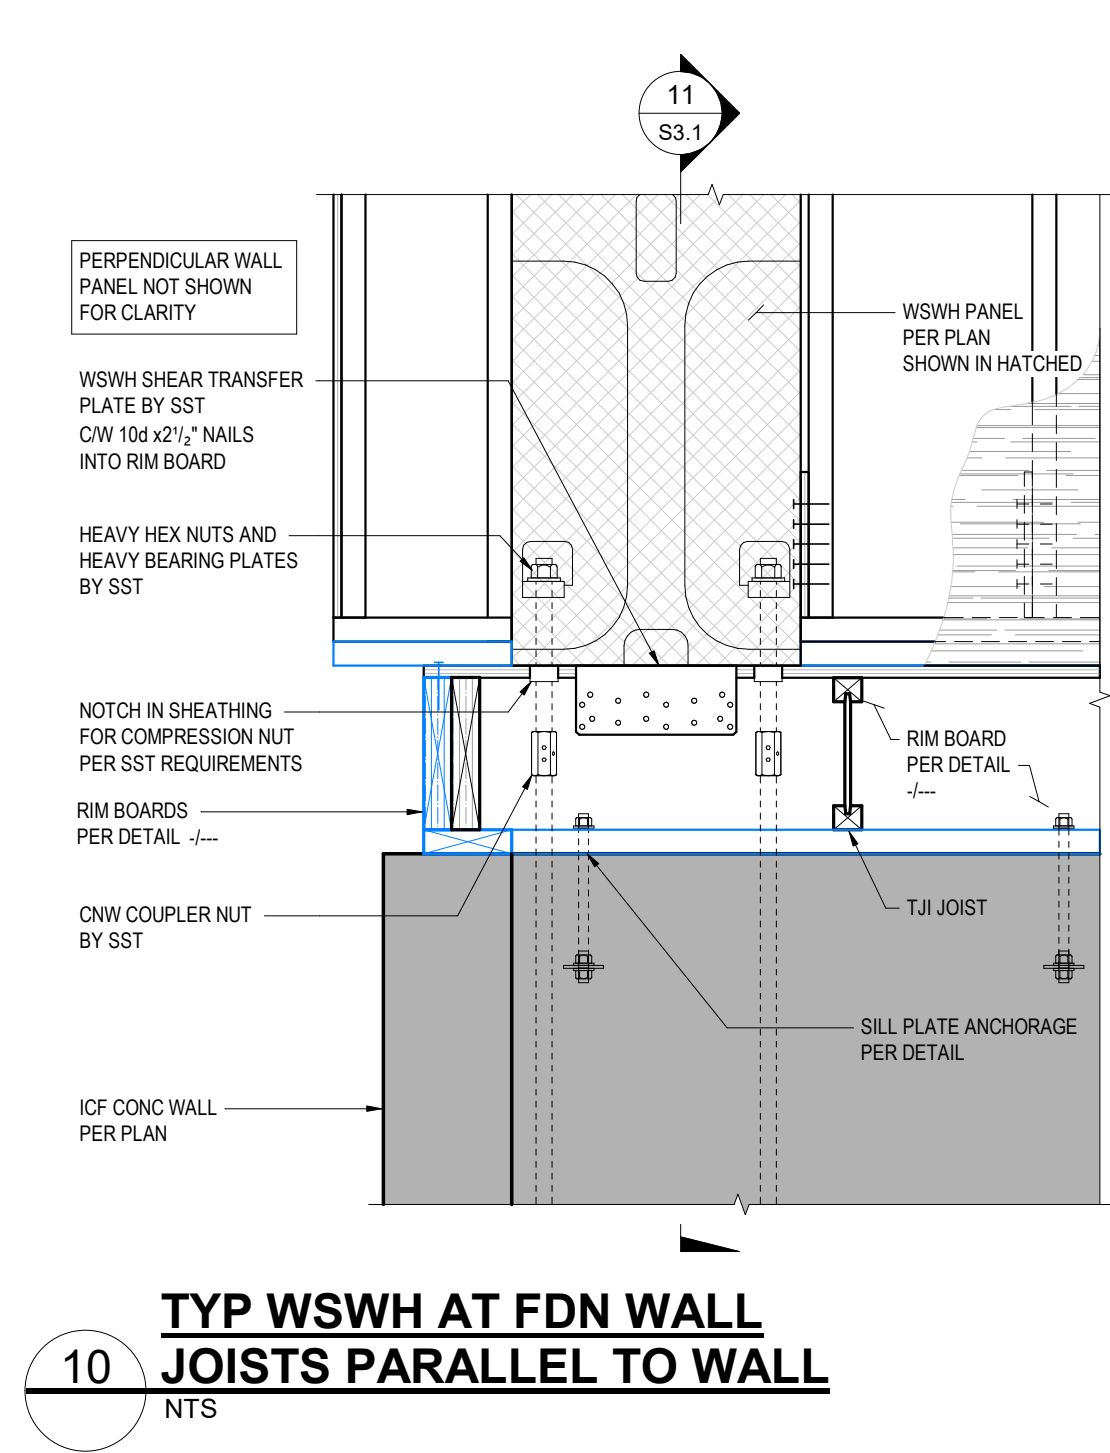 11
S3.1
PERPENDICULAR WALL
PANEL NOT SHOWN
FOR CLARITY
WSWH SHEAR TRANSFER
PLATE BY SST
C/W 10d x2¹/₂" NAILS
INTO RIM BOARD
HEAVY HEX NUTS AND
HEAVY BEARING PLATES
BY SST
NOTCH IN SHEATHING
FOR COMPRESSION NUT
PER SST REQUIREMENTS
RIM BOARDS
PER DETAIL -/---
CNW COUPLER NUT
BY SST
ICF CONC WALL
PER PLAN
WSWH PANEL
PER PLAN
SHOWN IN HATCHED
RIM BOARD
PER DETAIL
-/---
TJI JOIST
SILL PLATE ANCHORAGE
PER DETAIL
10
TYP WSWH AT FDN WALL
JOISTS PARALLEL TO WALL
NTS